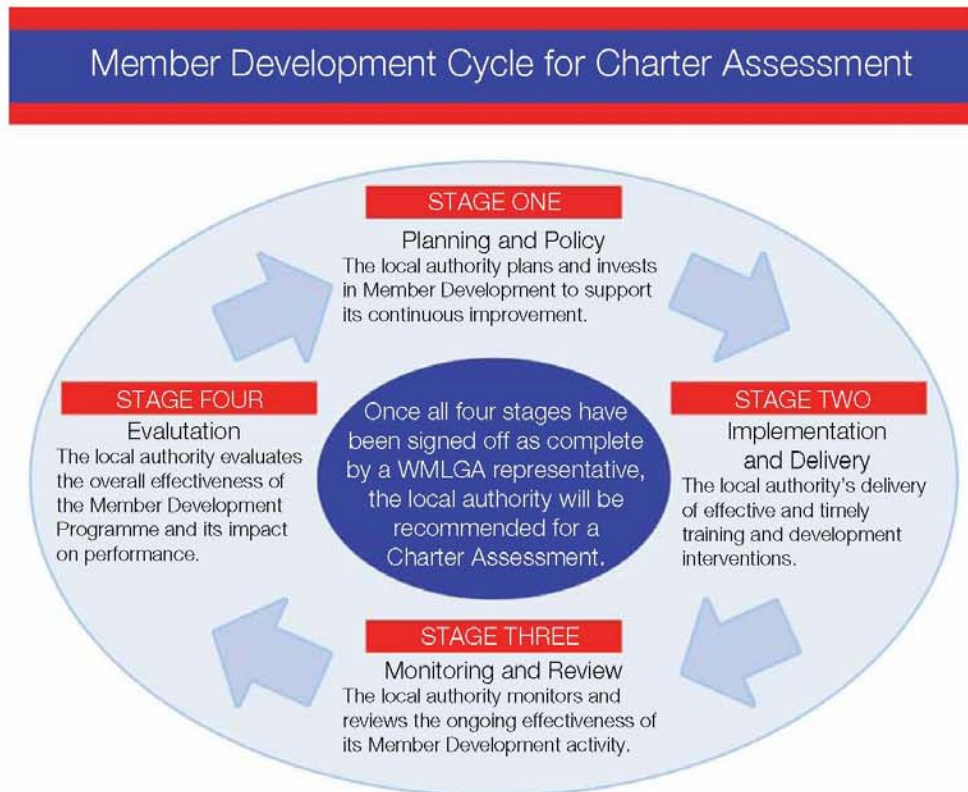 Member Development Cycle for Charter Assessment
STAGE ONE
Planning and Policy
The local authority plans and invests
in Member Development to support
its continuous improvement.
STAGE TWO
Implementation
and Delivery
The local authority's delivery
of effective and timely
training and development
interventions.
STAGE THREE
Monitoring and Review
The local authority monitors and
reviews the ongoing effectiveness of
its Member Development activity.
STAGE FOUR
Evalutation
The local authority evaluates
the overall effectiveness of
the Member Development
Programme and its impact
on performance.
Once all four stages have
been signed off as complete
by a WMLGA representative,
the local authority will be
recommended for a
Charter Assessment.